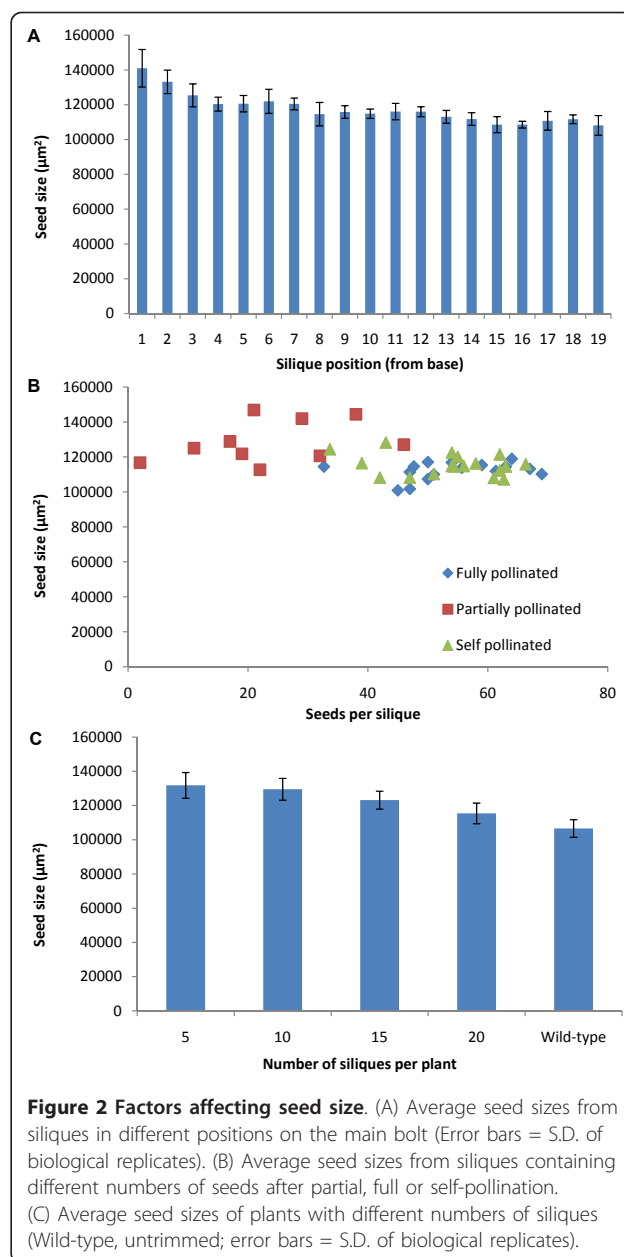 A
160000
140000
120000
100000
80000
60000
40000
20000
0
Seed size (µm²)
1 2 3 4 5 6 7 8 9 10 11 12 13 14 15 16 17 18 19
Silique position (from base)
B
160000
140000
120000
100000
80000
60000
40000
20000
0
Seed size (µm²)
Fully pollinated
Partially pollinated
Self pollinated
0 20 40 60 80
Seeds per silique
C
160000
140000
120000
100000
80000
60000
40000
20000
0
Seed size (µm²)
5 10 15 20 Wild-type
Number of siliques per plant
Figure 2 Factors affecting seed size. (A) Average seed sizes from
siliques in different positions on the main bolt (Error bars = S.D. of
biological replicates). (B) Average seed sizes from siliques containing
different numbers of seeds after partial, full or self-pollination.
(C) Average seed sizes of plants with different numbers of siliques
(Wild-type, untrimmed; error bars = S.D. of biological replicates).